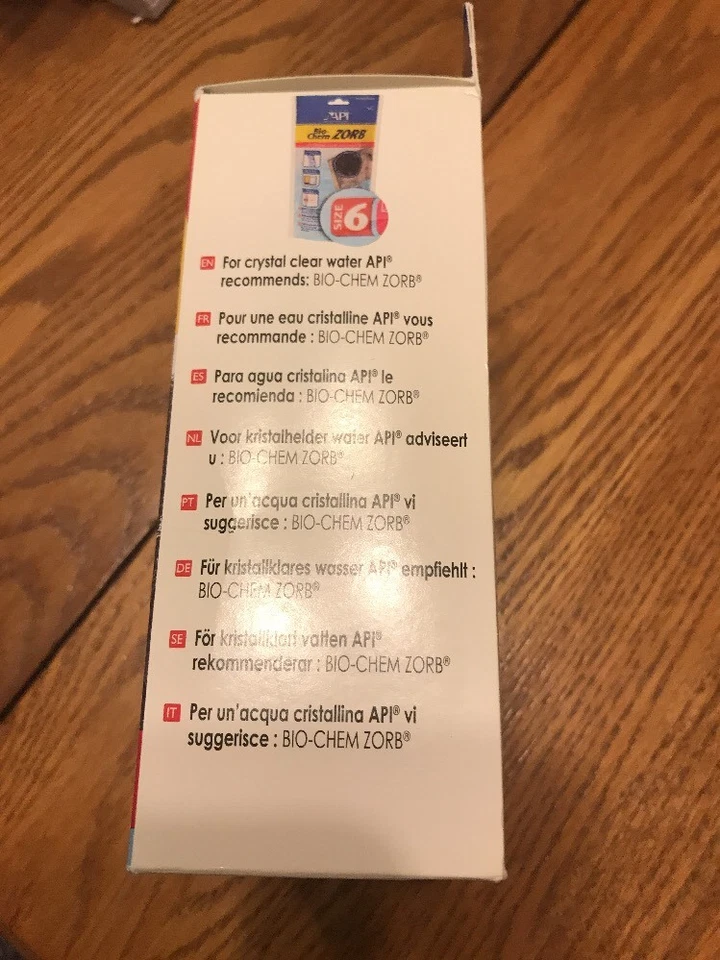 API
Bio
Chem ZORB
SIZE 6
EN For crystal clear water API®
recommends: BIO-CHEM ZORB®
FR Pour une eau cristalline API® vous
recommande : BIO-CHEM ZORB®
ES Para agua cristalina API® le
recomienda : BIO-CHEM ZORB®
NL Voor kristalhelder water API® adviseert
u : BIO-CHEM ZORB®
PT Per un'acqua cristallina API® vi
suggerisce : BIO-CHEM ZORB®
DE Für kristallklares wasser API® empfiehlt :
BIO-CHEM ZORB®
SE För kristallklart vatten API®
rekommenderar : BIO-CHEM ZORB®
IT Per un'acqua cristallina API® vi
suggerisce : BIO-CHEM ZORB®